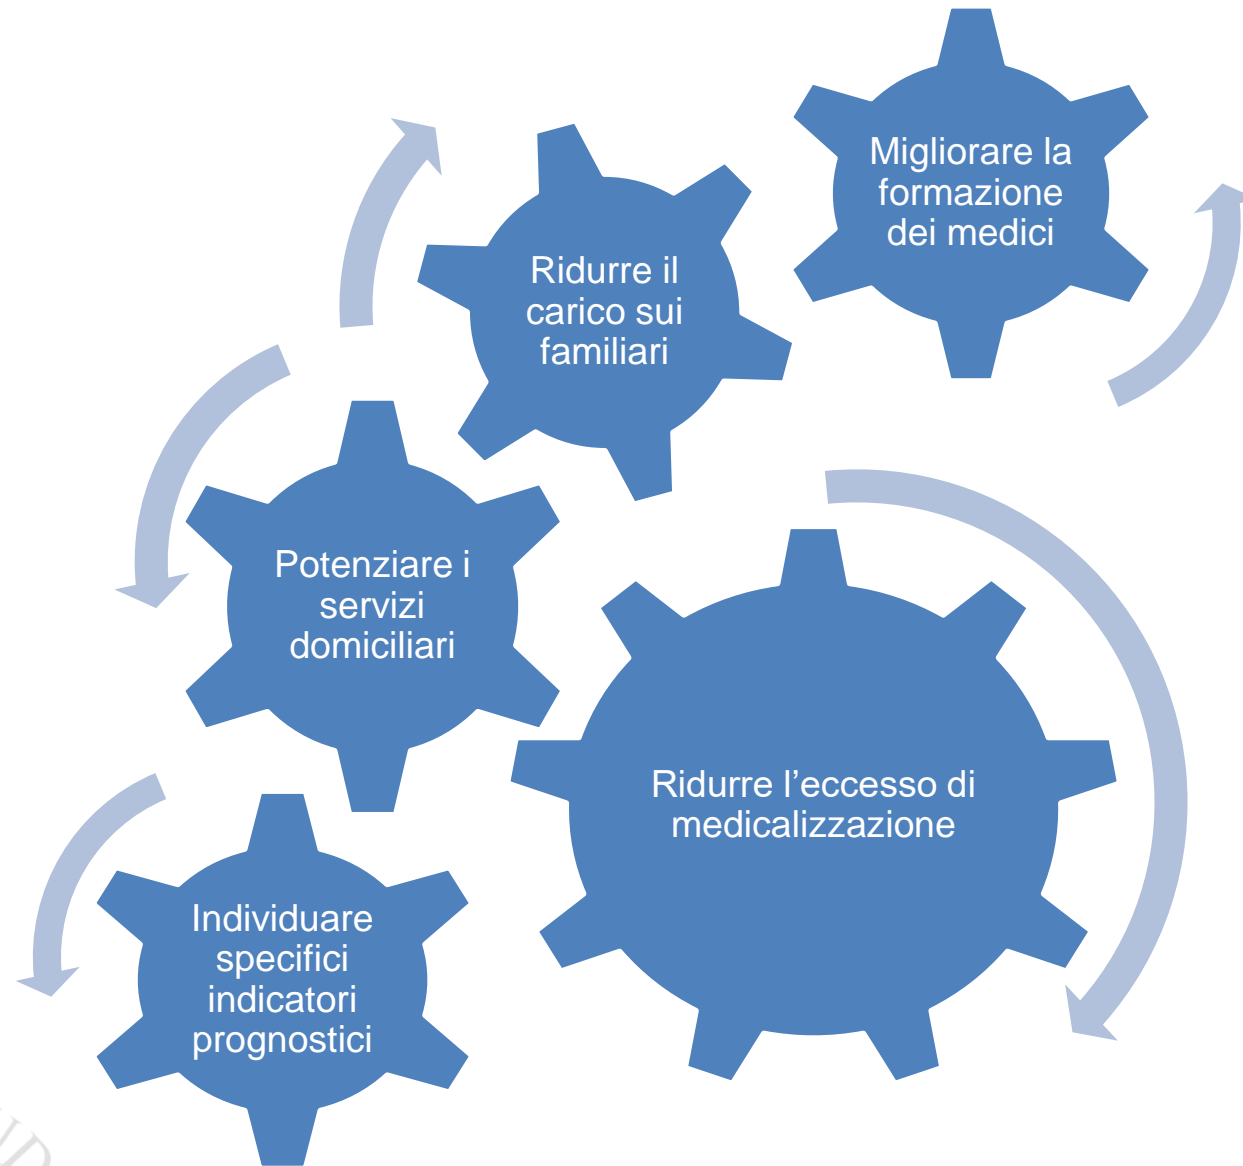 Migliorare la
formazione
dei medici
Ridurre il
carico sui
familiari
Potenziare i
servizi
domiciliari
Ridurre l’eccesso di
medicalizzazione
Individuare
specifici
indicatori
prognostici